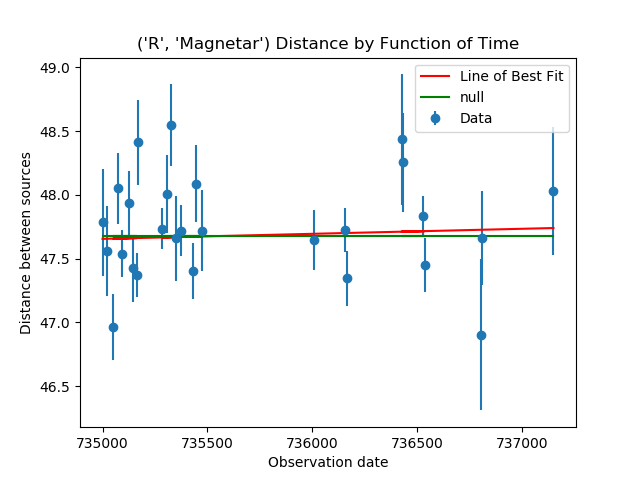 ('R', 'Magnetar') Distance by Function of Time
49.0
48.5
48.0
47.5
47.0
46.5
Distance between sources
Line of Best Fit
null
Data
735000 735500 736000 736500 737000
Observation date